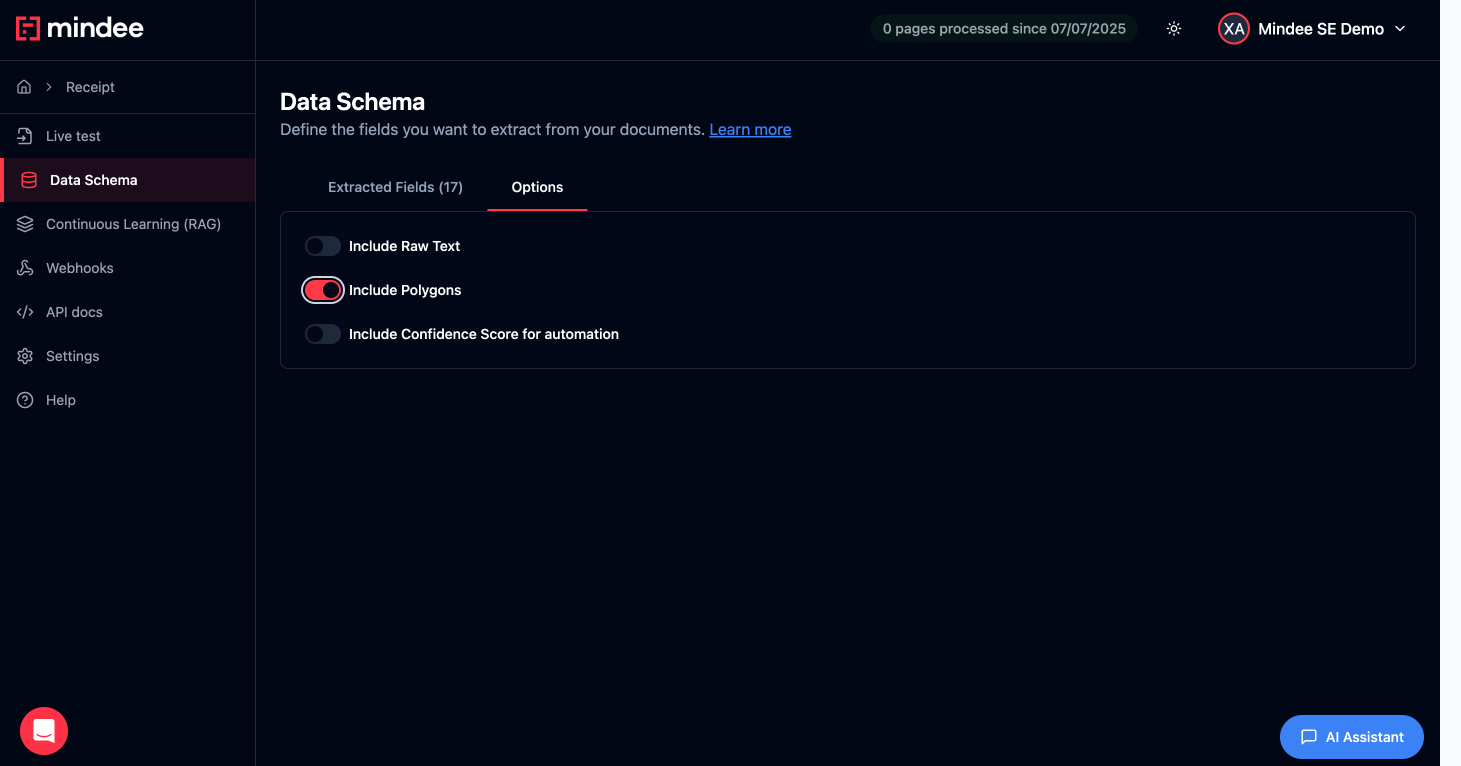 mindee
0 pages processed since 07/07/2025
XA
Mindee SE Demo
Receipt
Live test
Data Schema
Continuous Learning (RAG)
Webhooks
API docs
Settings
Help
Data Schema
Define the fields you want to extract from your documents. Learn more
Extracted Fields (17)
Options
Include Raw Text
Include Polygons
Include Confidence Score for automation
AI Assistant